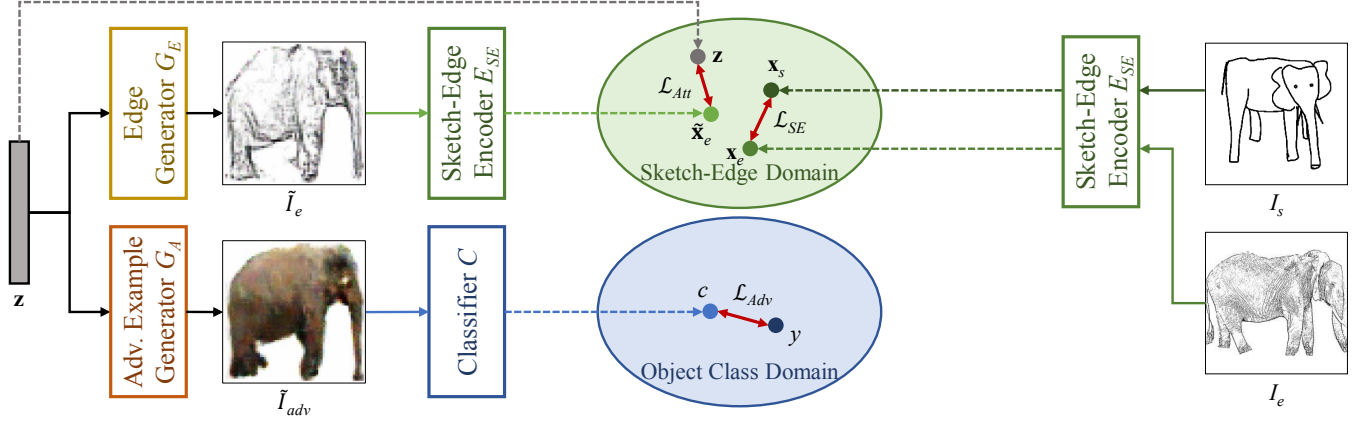 z
Edge
Generator G_E
Ĩ_e
Sketch-Edge
Encoder E_SE
z
L_Att
x̃_e
x_s
L_SE
x_e
Sketch-Edge Domain
Sketch-Edge
Encoder E_SE
I_s
I_e
Adv. Example
Generator G_A
Ĩ_adv
Classifier C
c
L_Adv
y
Object Class Domain